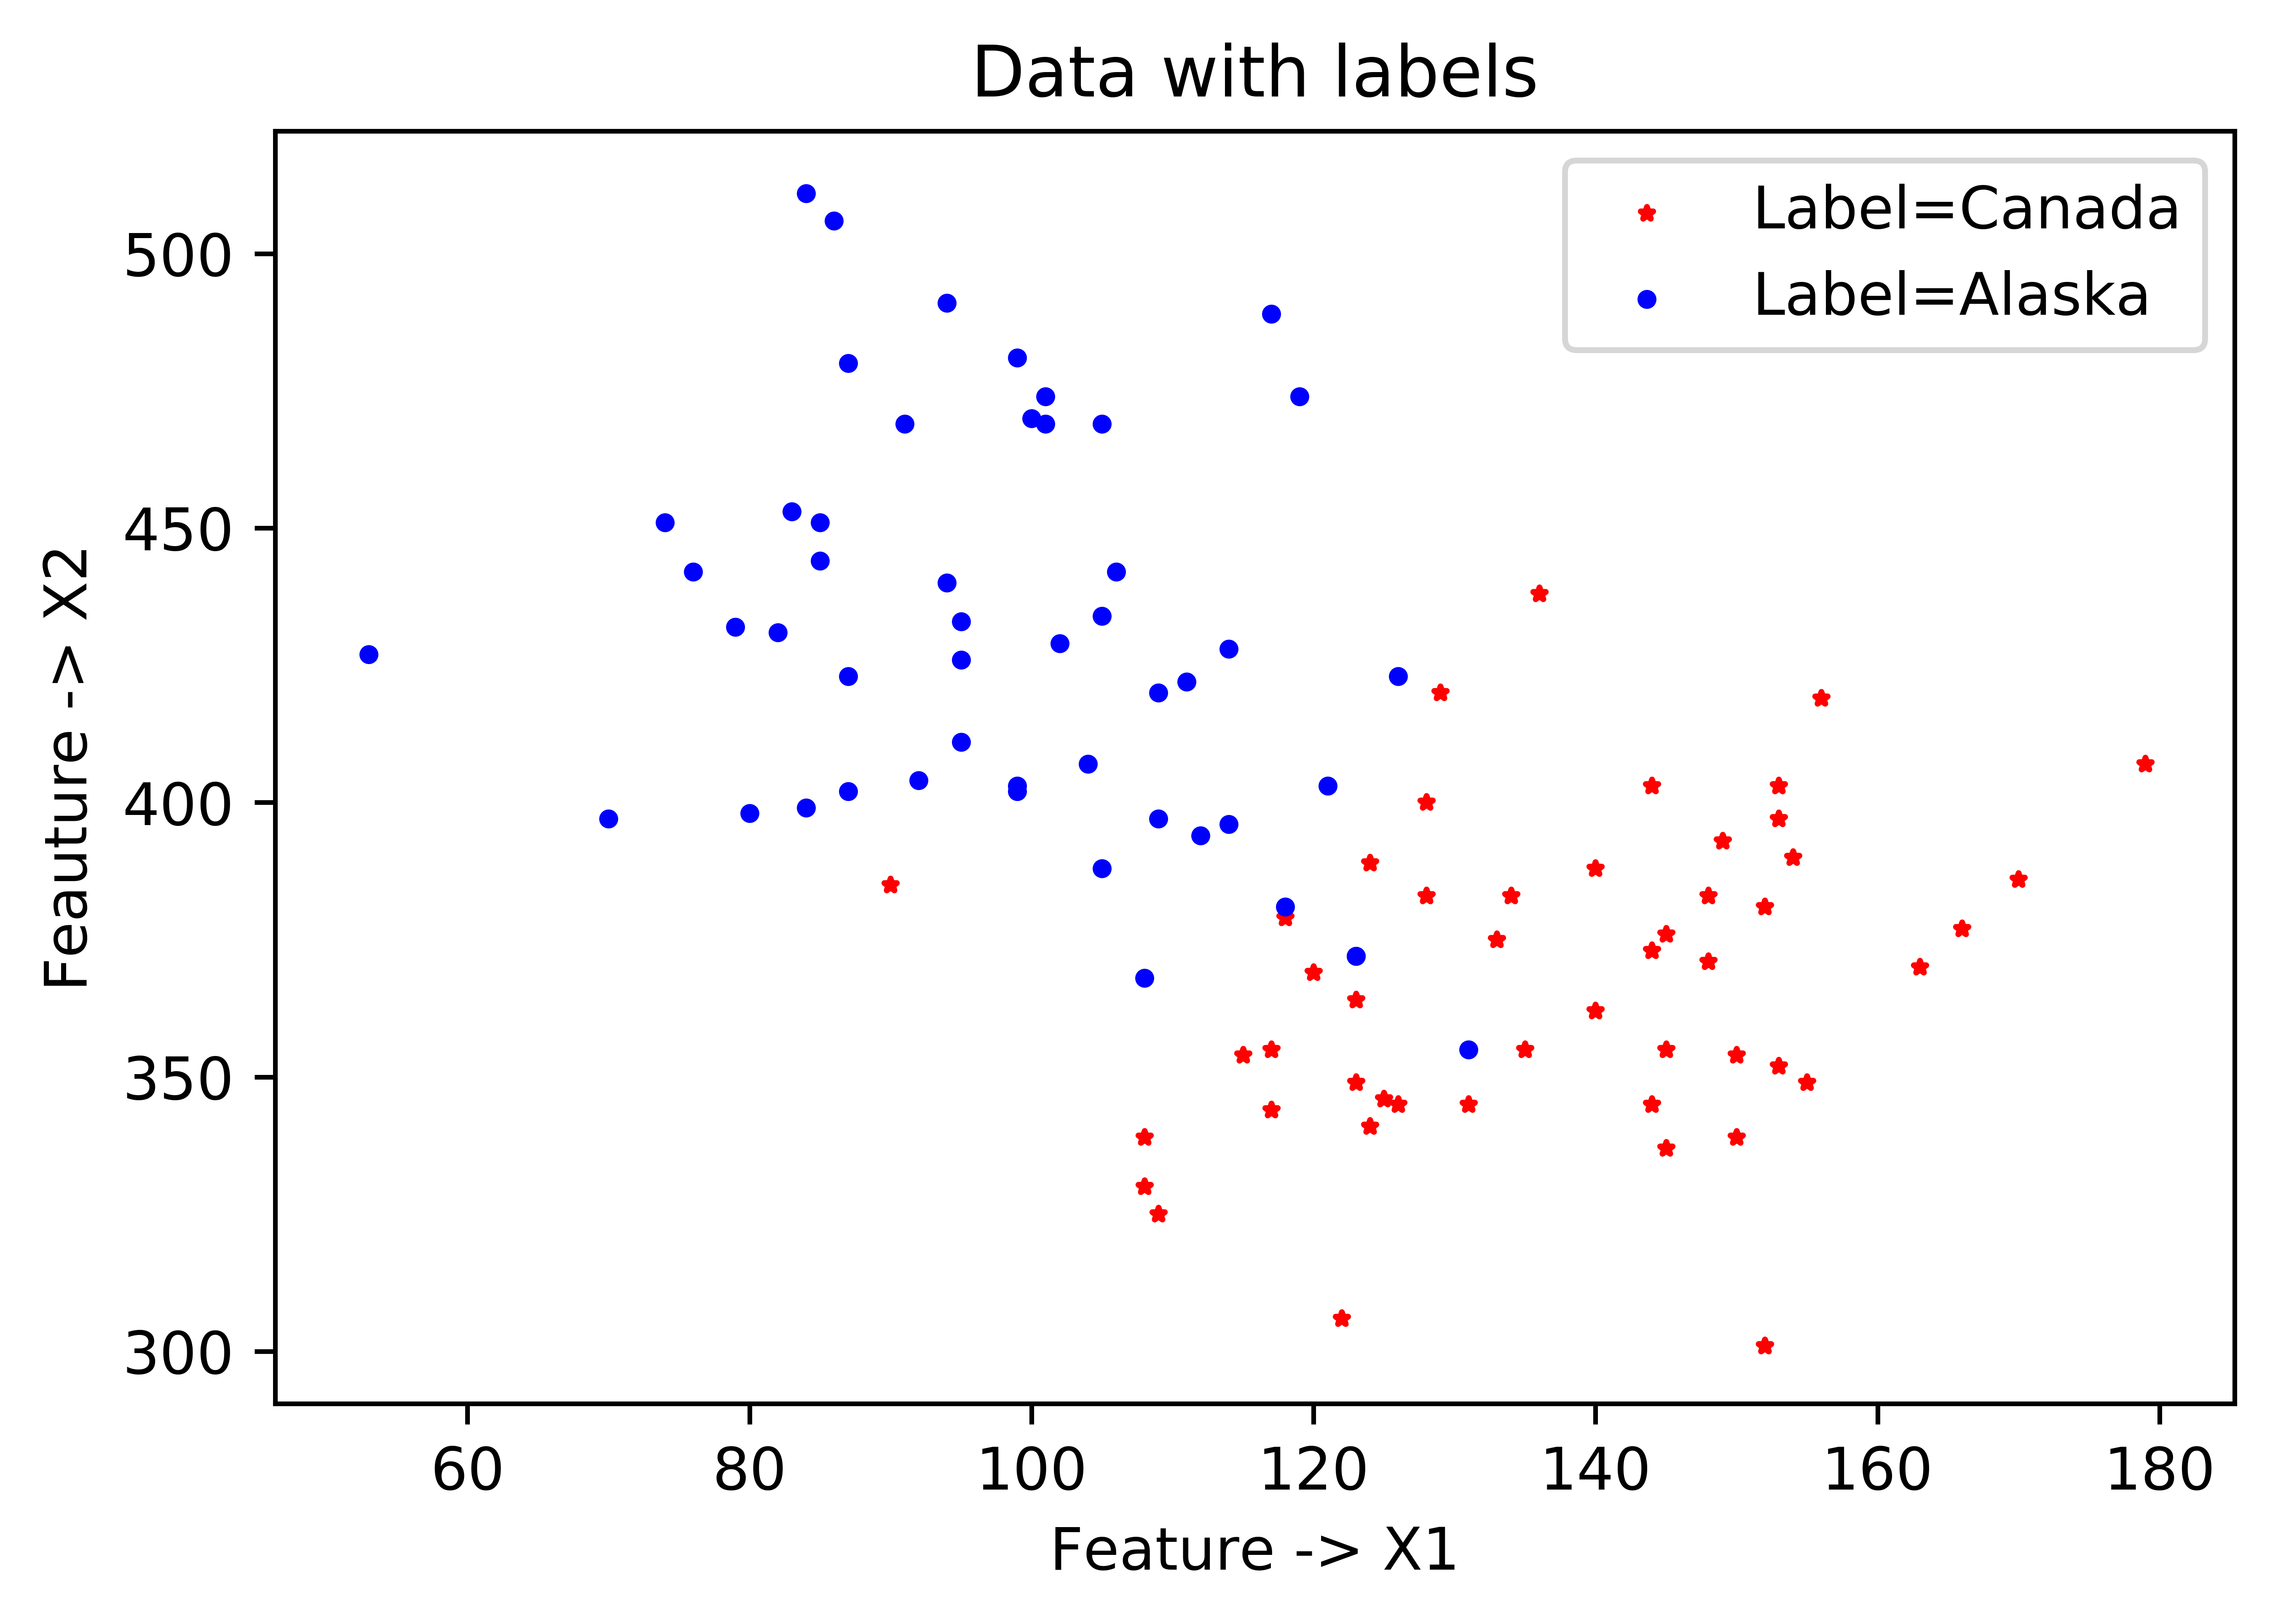 Data with labels
Label=Canada
Label=Alaska
500
450
400
350
300
Feauture -> X2
60 80 100 120 140 160 180
Feature -> X1